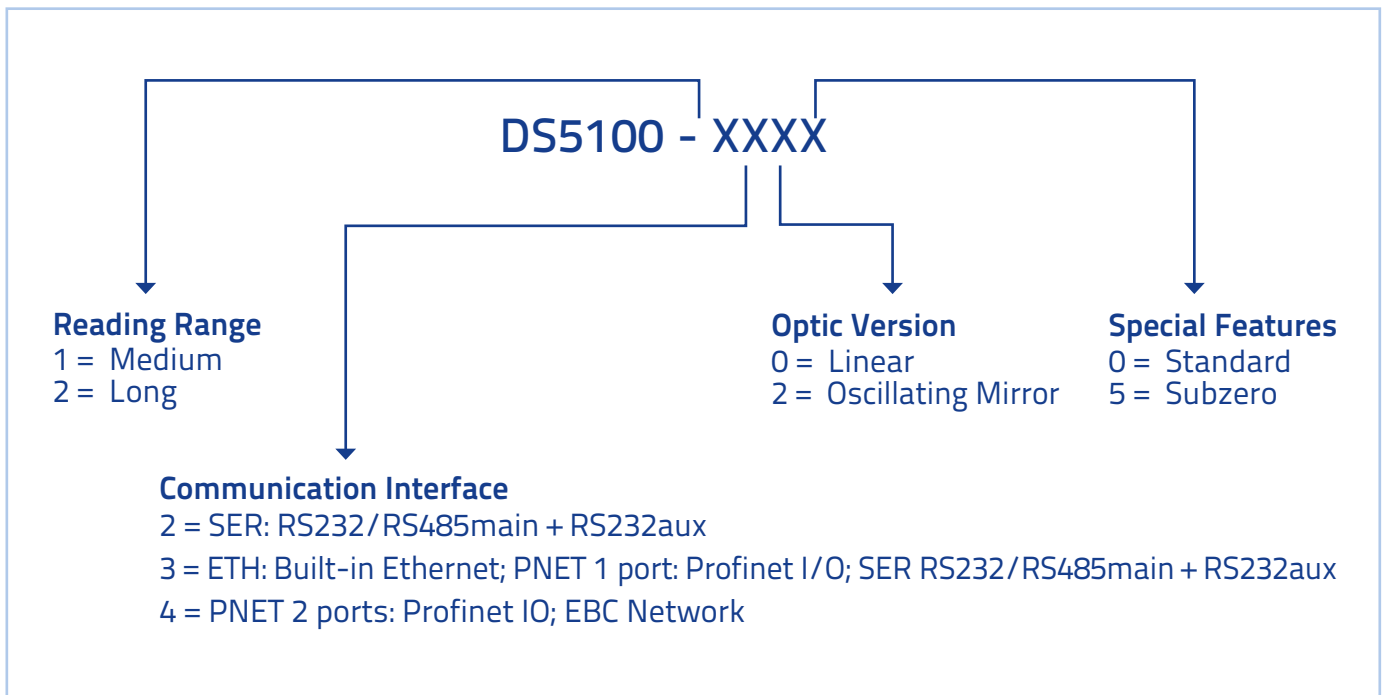 DS5100 - XXXX
Reading Range
1 = Medium
2 = Long
Optic Version
0 = Linear
2 = Oscillating Mirror
Special Features
0 = Standard
5 = Subzero
Communication Interface
2 = SER: RS232/RS485main + RS232aux
3 = ETH: Built-in Ethernet; PNET 1 port: Profinet I/O; SER RS232/RS485main + RS232aux
4 = PNET 2 ports: Profinet IO; EBC Network